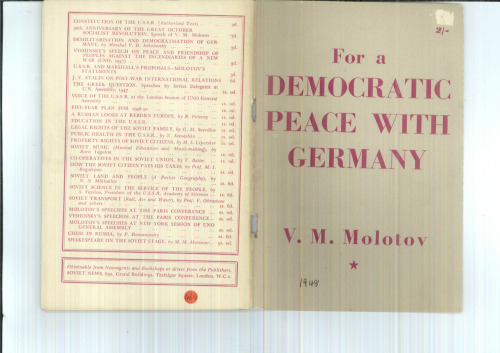 CONSTITUTION OF THE U.S.S.R. (Authorised Text) 3d.
30th ANNIVERSARY OF THE GREAT OCTOBER
SOCIALIST REVOLUTION, Speech of V. M. Molotov 3d.
DEMILITARISATION AND DEMOCRATISATION OF GER-
MANY, by Marshal V. D. Sokolovsky
VYSHINSKY'S SPEECH ON PEACE AND FRIENDSHIP OF
PEOPLES AGAINST THE INCENDIARIES OF A NEW
WAR (UNO, 1947)
U.S.S.R. AND MARSHALL'S PROPOSALS—MOLOTOV'S
STATEMENTS
J. V. STALIN ON POST-WAR INTERNATIONAL RELATIONS
THE GREEK QUESTION, Speeches by Soviet Delegates at
U.N. Assembly, 1947
VOICE OF THE U.S.S.R. at the London Session of UNO General
Assembly
FIVE-YEAR PLAN FOR 1946-50
A RUSSIAN LOOKS AT REBORN EUROPE, by B. Polevoy
EDUCATION IN THE U.S.S.R.
LEGAL RIGHTS OF THE SOVIET FAMILY, by G. M. Sverdlov
PUBLIC HEALTH IN THE U.S.S.R., by N. Semashko
PROPERTY RIGHTS OF SOVIET CITIZENS, by
SOVIET MUSIC (Musical Education and Music-making), by
Boris Yagolim
CO-OPERATIVES IN THE SOVIET UNION, by
HOW THE SOVIET CITIZEN PAYS HIS TAXES, by Prof. M. I.
Bogolepov
SOVIET LAND AND PEOPLE (A Pocket Geography), by
N. N. Mikhailov
SOVIET SCIENCE IN THE SERVICE OF THE PEOPLE, by
S. Vavilov, President of the U.S.S.R. Academy of Sciences
SOVIET TRANSPORT (Rail, Air and Water), by Prof. V. Obraztsov
and others
MOLOTOV'S SPEECHES AT THE PARIS CONFERENCE
VYSHINSKY'S SPEECHES AT THE PARIS CONFERENCE
MOLOTOV'S SPEECHES AT NEW YORK SESSION OF UNO
GENERAL ASSEMBLY
CHESS IN RUSSIA, by P. Romanovsky
SHAKESPEARE ON THE SOVIET STAGE, by M. M. Morozov
Obtainable from Newsagents and Bookshops or direct from the Publishers,
SOVIET NEWS, Grand Buildings, Trafalgar Square, London, W.C.2.
2/-
For a
DEMOCRATIC
PEACE WITH
GERMANY
V. M. Molotov
1948